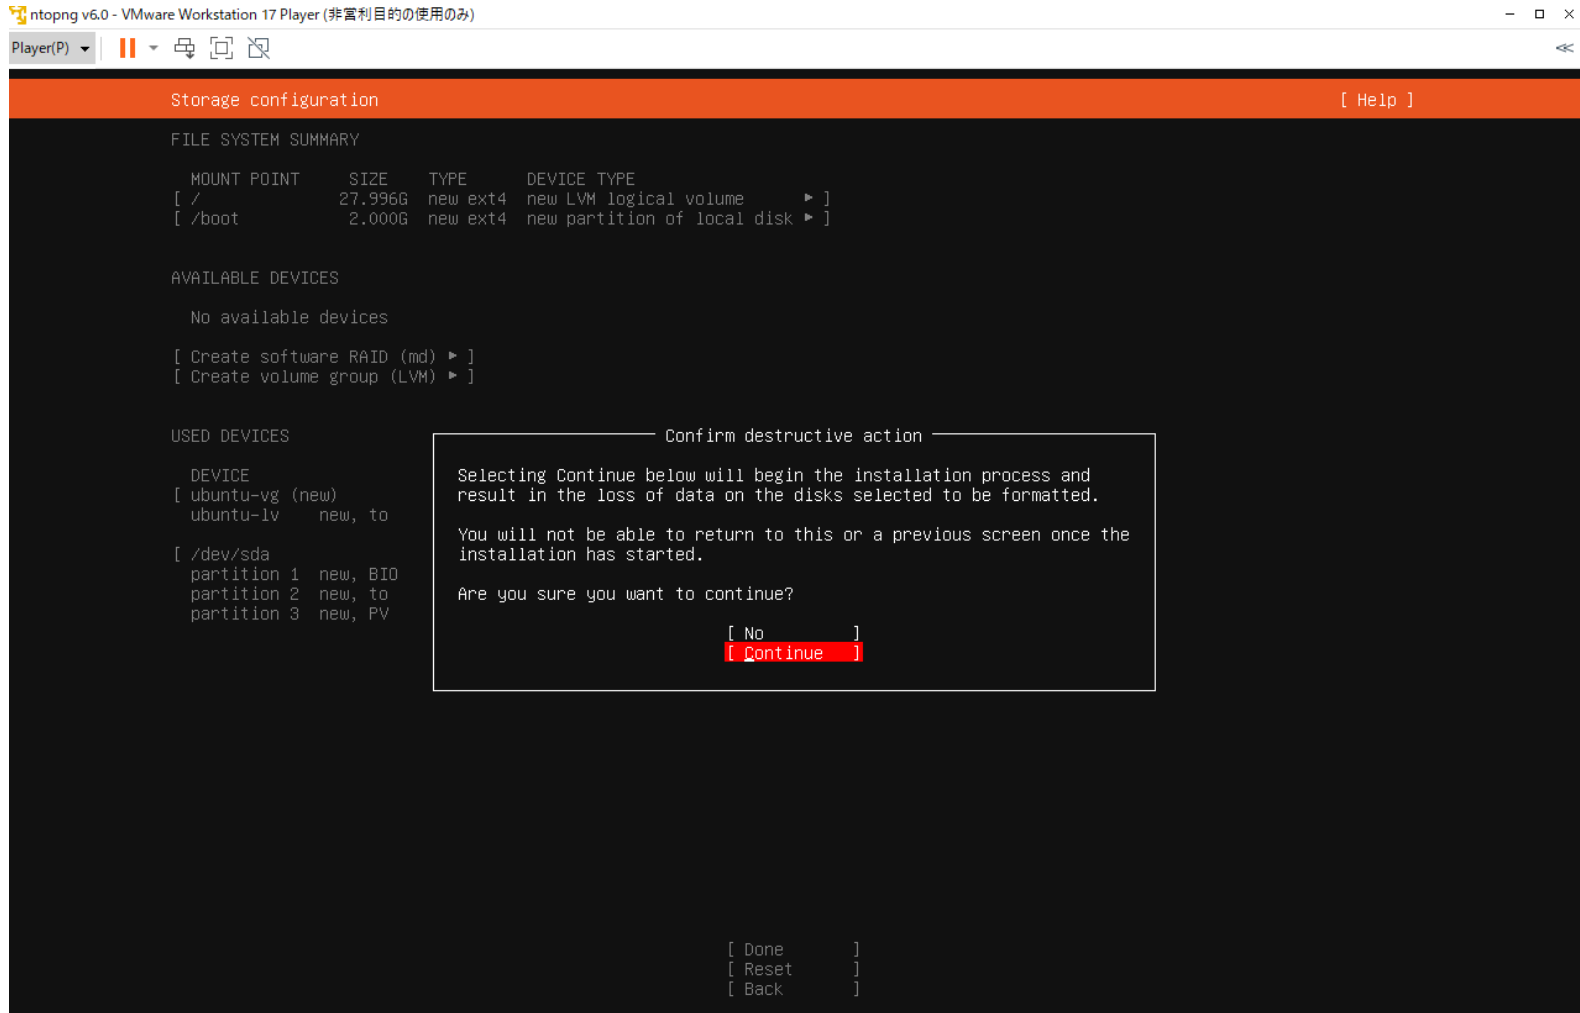 ntopng v6.0 - VMware Workstation 17 Player (非営利目的の使用のみ)
Player(P)
Storage configuration [ Help ]
FILE SYSTEM SUMMARY
MOUNT POINT SIZE TYPE DEVICE TYPE
[ / 27.996G new ext4 new LVM logical volume ▸ ]
[ /boot 2.000G new ext4 new partition of local disk ▸ ]
AVAILABLE DEVICES
No available devices
[ Create software RAID (md) ▸ ]
[ Create volume group (LVM) ▸ ]
USED DEVICES
DEVICE
[ ubuntu-vg (new)
ubuntu-lv new, to
[ /dev/sda
partition 1 new, BIO
partition 2 new, to
partition 3 new, PV
Confirm destructive action
Selecting Continue below will begin the installation process and
result in the loss of data on the disks selected to be formatted.
You will not be able to return to this or a previous screen once the
installation has started.
Are you sure you want to continue?
[ No ]
[ Continue ]
[ Done ]
[ Reset ]
[ Back ]